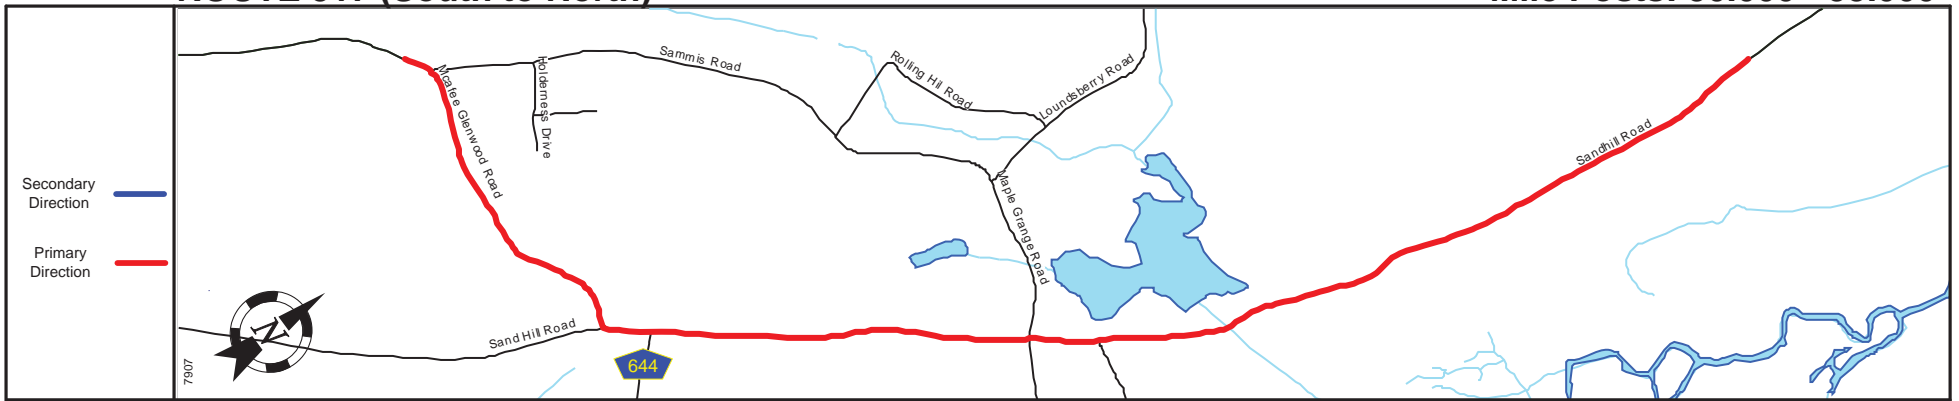 Secondary
Direction
Primary
Direction
7907
Mcafee Glenwood Road
Holderness Drive
Sammis Road
Rolling Hill Road
Loundsberry Road
Maple Grange Road
Sandhill Road
Sand Hill Road
644
N